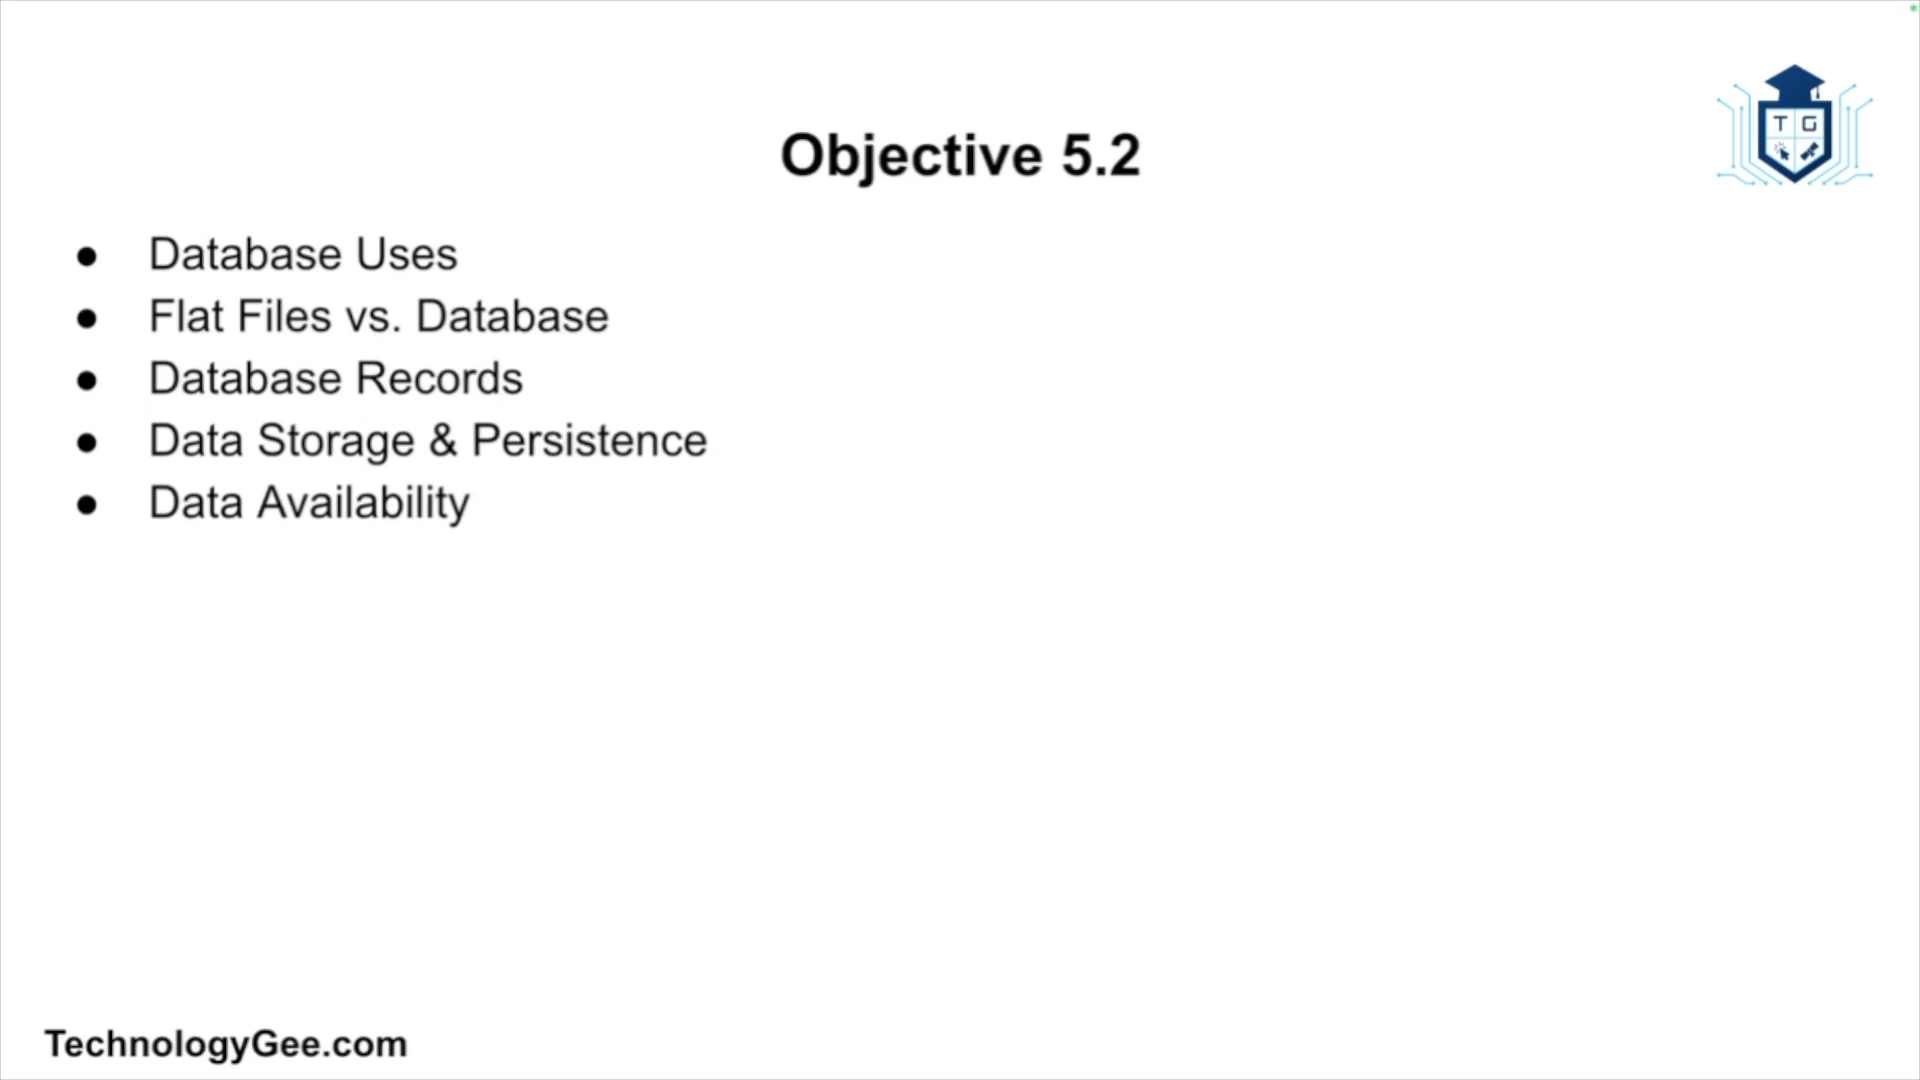 Objective 5.2
T G
● Database Uses
● Flat Files vs. Database
● Database Records
● Data Storage & Persistence
● Data Availability
TechnologyGee.com